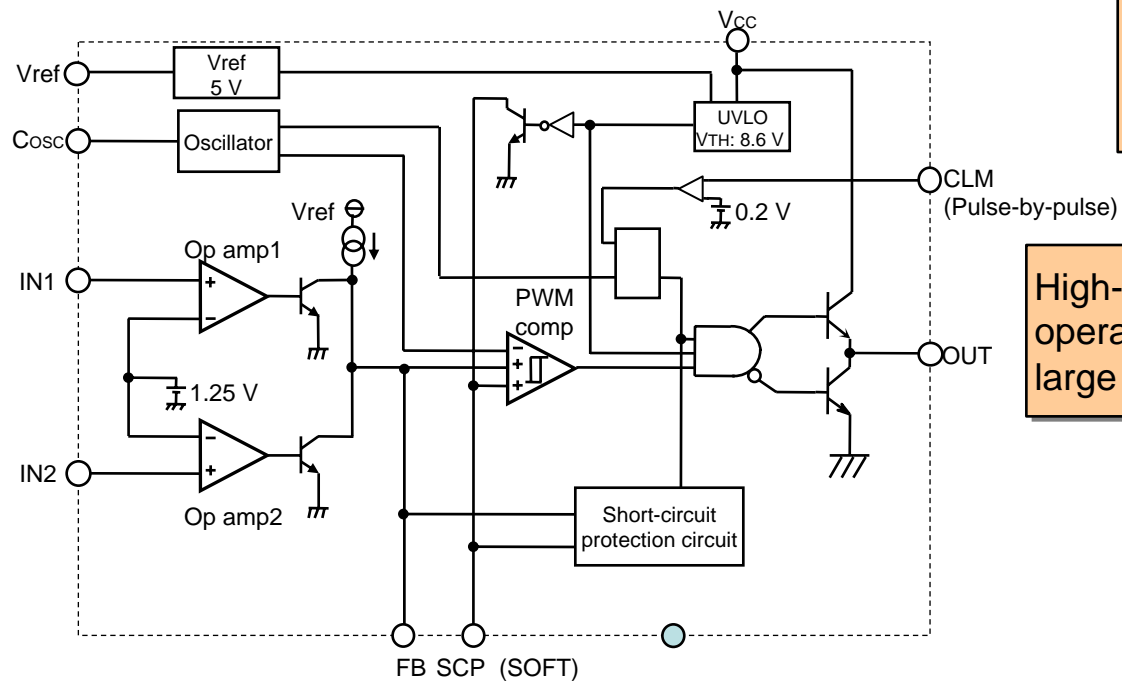 Vcc
Vref
Vref
5 V
Cosc
Oscillator
UVLO
VTH: 8.6 V
CLM
(Pulse-by-pulse)
0.2 V
Vref
Op amp1
IN1
PWM
comp
High-
opera
large
OUT
1.25 V
IN2
Op amp2
Short-circuit
protection circuit
FB SCP (SOFT)